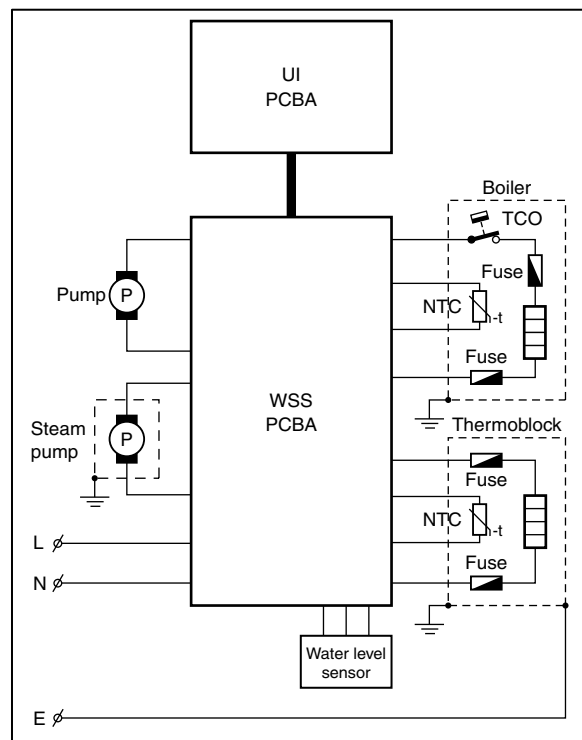 UI
PCBA
Boiler
TCO
Fuse
Pump
P
NTC
-t
Fuse
WSS
PCBA
Steam
pump
P
Thermoblock
Fuse
NTC
-t
Fuse
L
N
Water level
sensor
E